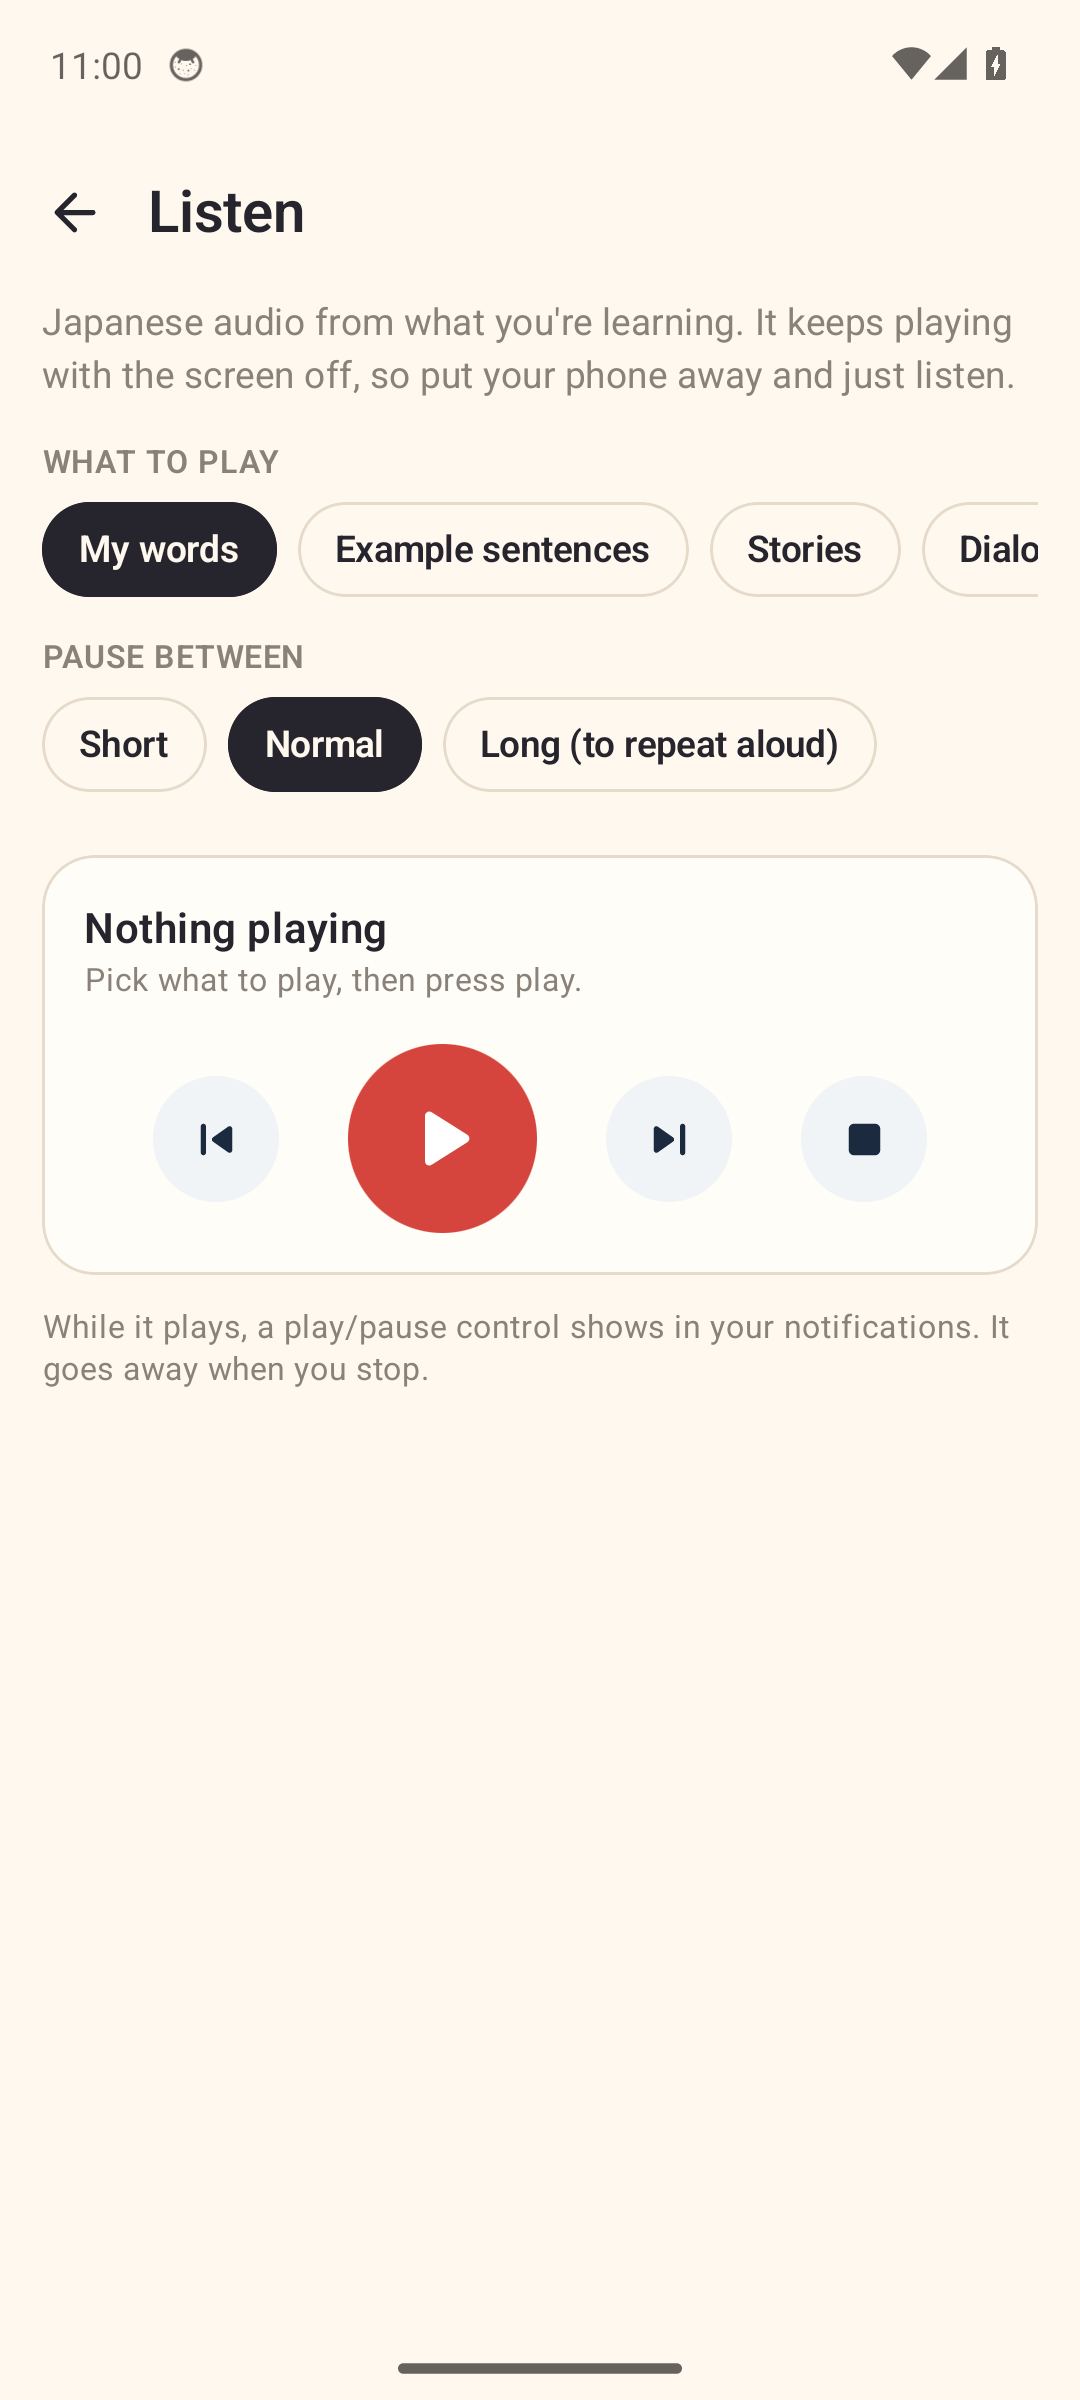 11:00
Listen
Japanese audio from what you're learning. It keeps playing
with the screen off, so put your phone away and just listen.
WHAT TO PLAY
My words
Example sentences
Stories
Dialo
PAUSE BETWEEN
Short
Normal
Long (to repeat aloud)
Nothing playing
Pick what to play, then press play.
While it plays, a play/pause control shows in your notifications. It
goes away when you stop.